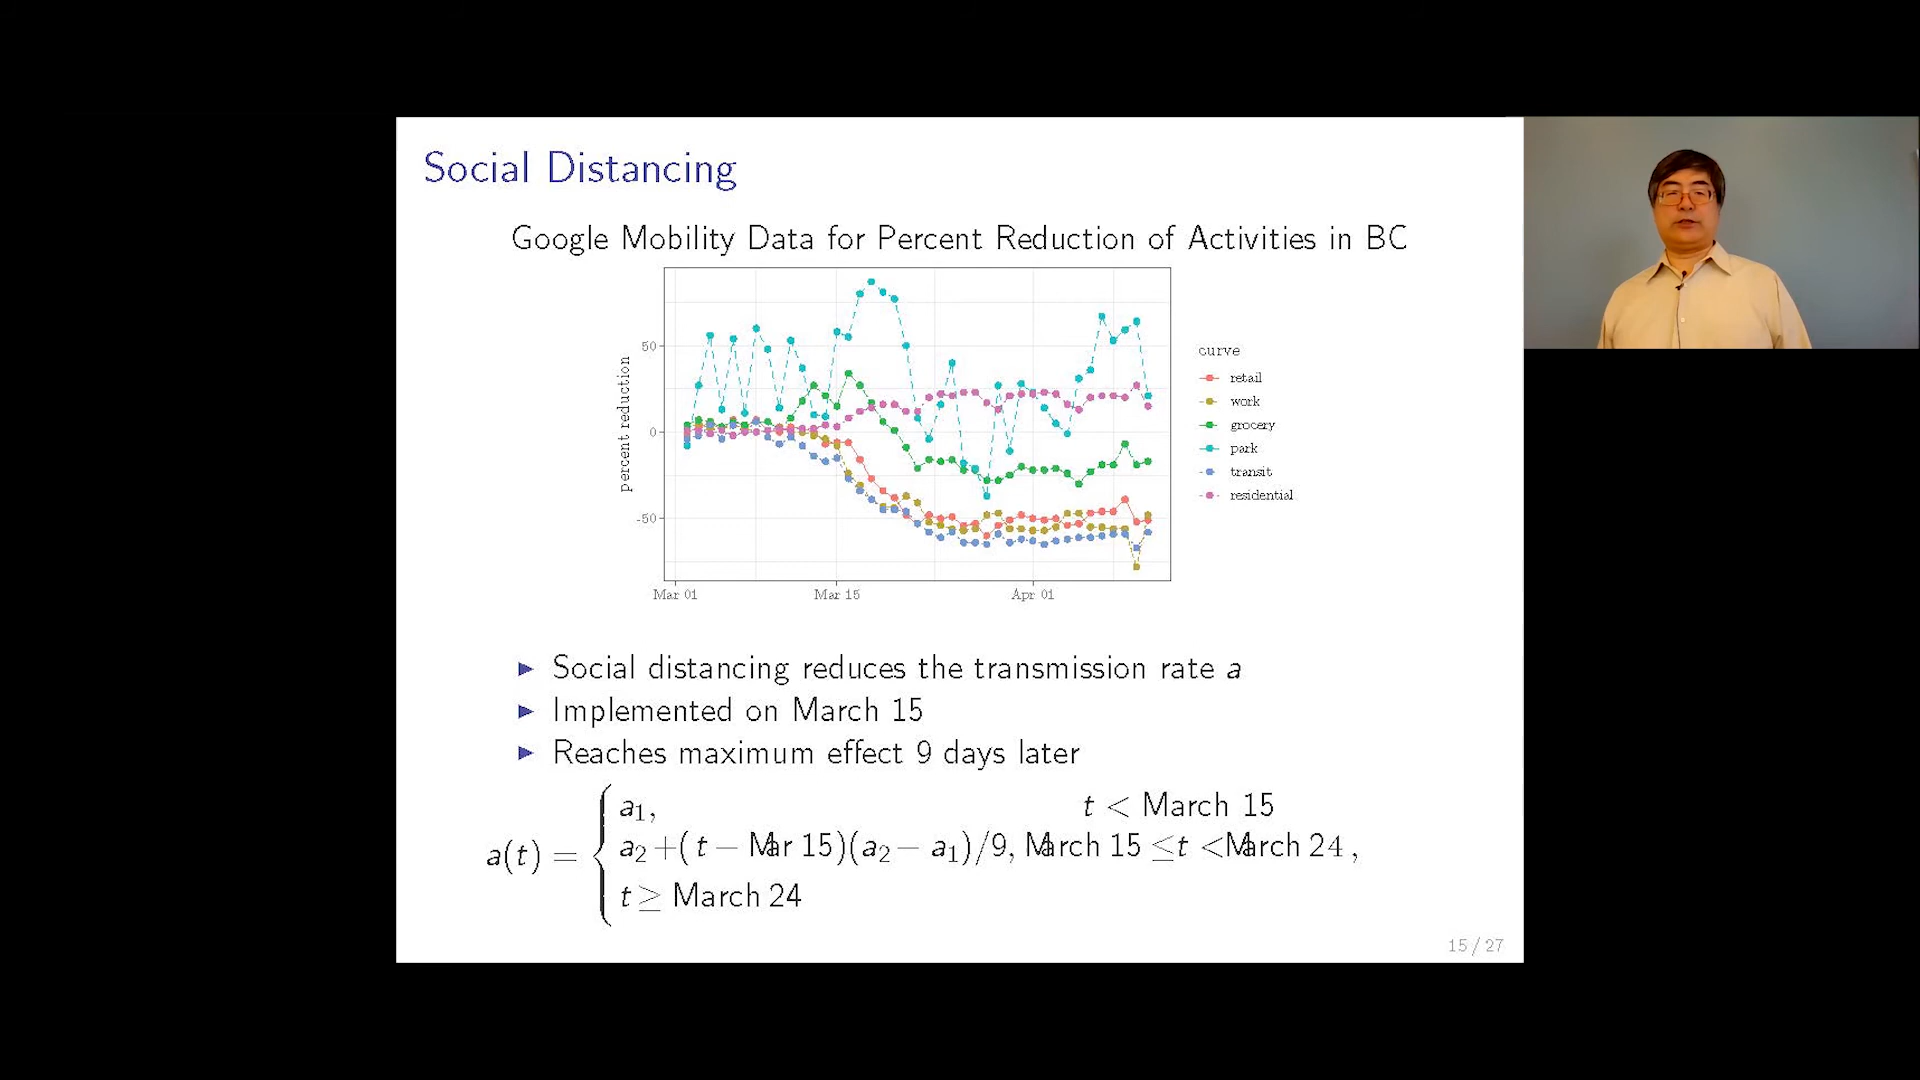 Social Distancing
Google Mobility Data for Percent Reduction of Activities in BC
percent reduction
50
0
-50
Mar 01 Mar 15 Apr 01
curve
retail
work
grocery
park
transit
residential
► Social distancing reduces the transmission rate a
► Implemented on March 15
► Reaches maximum effect 9 days later
a(t) = { a₁, t < March 15
a₂ + (t − Mar 15)(a₂ − a₁)/9, March 15 ≤ t < March 24 ,
t ≥ March 24
15 / 27